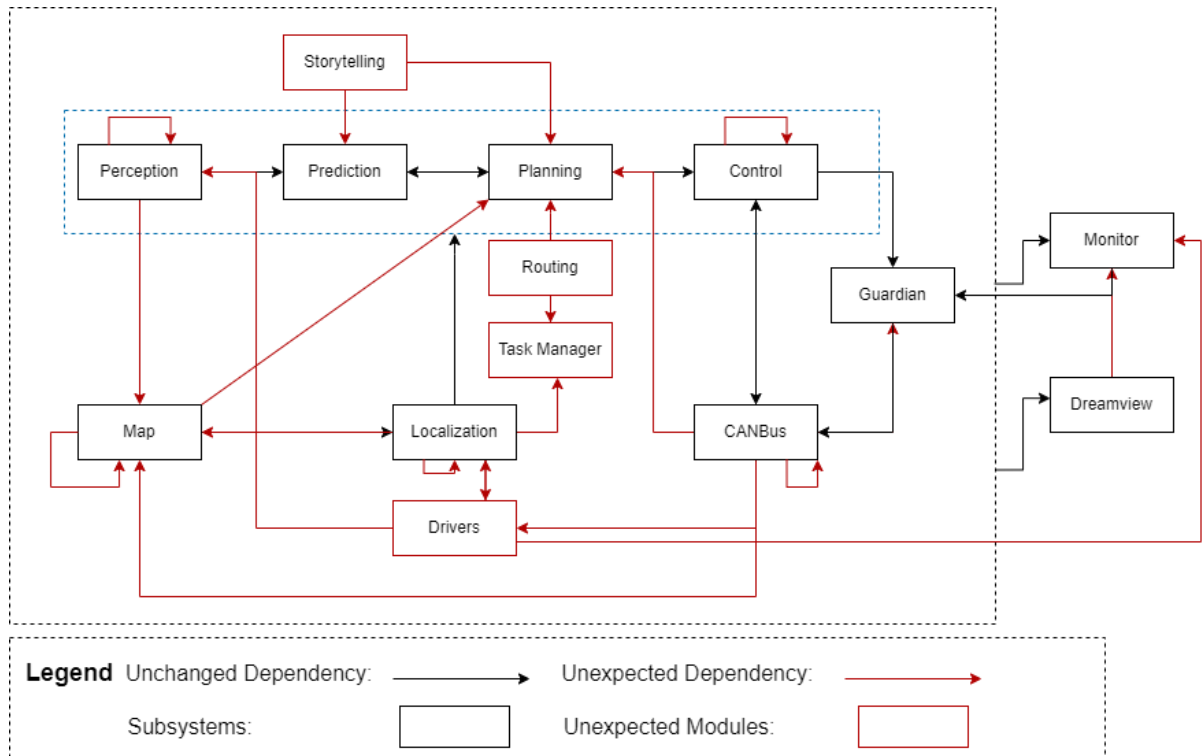 Storytelling
Perception
Prediction
Planning
Control
Monitor
Routing
Guardian
Task Manager
Dreamview
Map
Localization
CANBus
Drivers
Legend Unchanged Dependency: Unexpected Dependency:
Subsystems: Unexpected Modules: